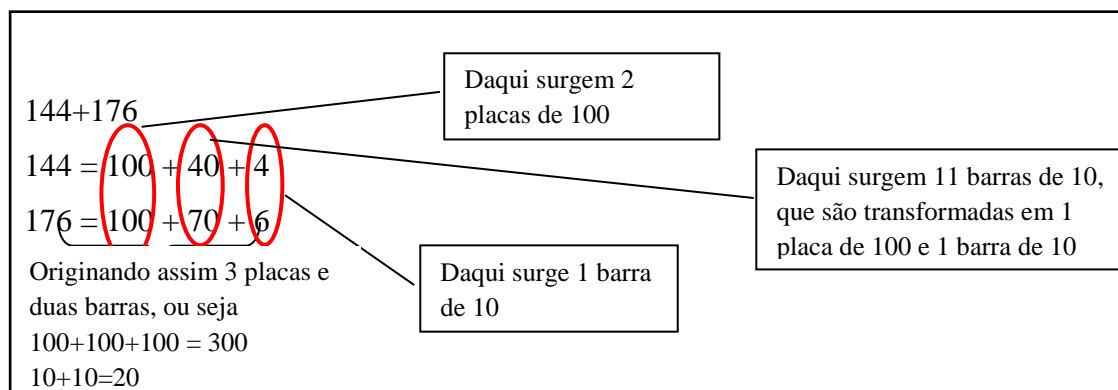 144+176
144 = 100 + 40 + 4
176 = 100 + 70 + 6
Originando assim 3 placas e
duas barras, ou seja
100+100+100 = 300
10+10=20
Daqui surgem 2
placas de 100
Daqui surgem 11 barras de 10,
que são transformadas em 1
placa de 100 e 1 barra de 10
Daqui surge 1 barra
de 10